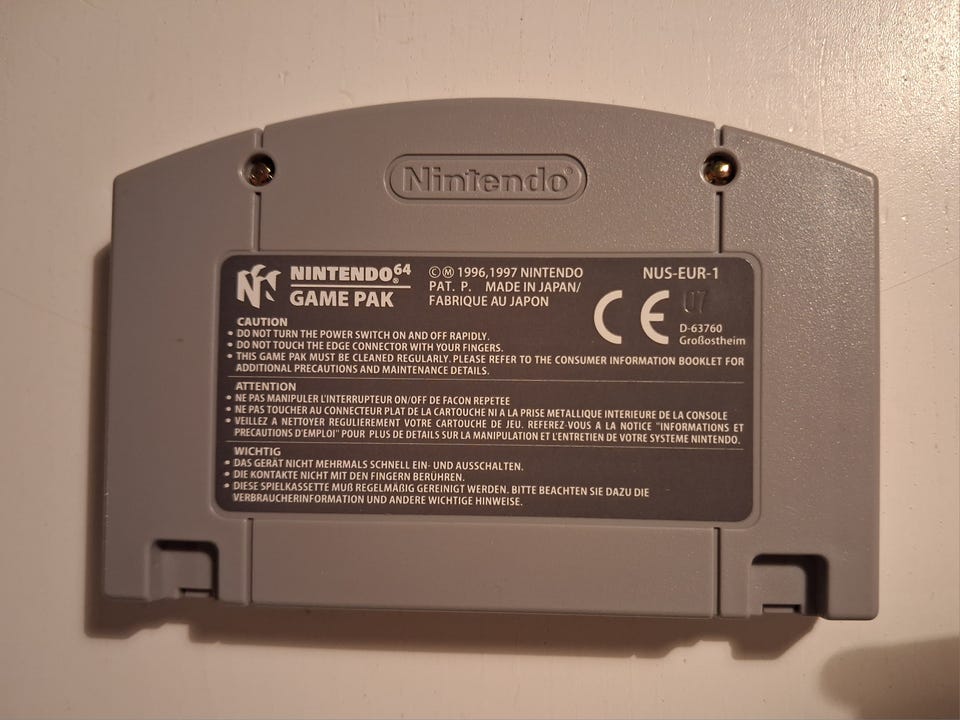 Nintendo®
NINTENDO⁶⁴®
GAME PAK
©Ⓜ 1996,1997 NINTENDO
PAT. P. MADE IN JAPAN/
FABRIQUE AU JAPON
NUS-EUR-1
CE
07
D-63760
Großostheim
CAUTION
• DO NOT TURN THE POWER SWITCH ON AND OFF RAPIDLY.
• DO NOT TOUCH THE EDGE CONNECTOR WITH YOUR FINGERS.
• THIS GAME PAK MUST BE CLEANED REGULARLY. PLEASE REFER TO THE CONSUMER INFORMATION BOOKLET FOR
ADDITIONAL PRECAUTIONS AND MAINTENANCE DETAILS.
ATTENTION
• NE PAS MANIPULER L'INTERRUPTEUR ON/OFF DE FACON REPETEE
• NE PAS TOUCHER AU CONNECTEUR PLAT DE LA CARTOUCHE NI A LA PRISE METALLIQUE INTERIEURE DE LA CONSOLE
• VEILLEZ A NETTOYER REGULIEREMENT VOTRE CARTOUCHE DE JEU. REFEREZ-VOUS A LA NOTICE "INFORMATIONS ET
PRECAUTIONS D'EMPLOI" POUR PLUS DE DETAILS SUR LA MANIPULATION ET L'ENTRETIEN DE VOTRE SYSTEME NINTENDO.
WICHTIG
• DAS GERÄT NICHT MEHRMALS SCHNELL EIN- UND AUSSCHALTEN.
• DIE KONTAKTE NICHT MIT DEN FINGERN BERÜHREN.
• DIESE SPIELKASSETTE MUß REGELMÄßIG GEREINIGT WERDEN. BITTE BEACHTEN SIE DAZU DIE
VERBRAUCHERINFORMATION UND ANDERE WICHTIGE HINWEISE.